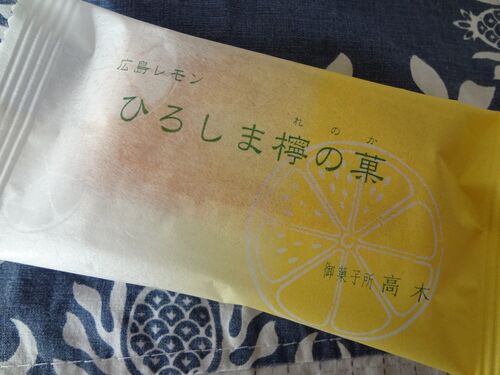 広島レモン
れのか
ひろしま檸の菓
御菓子所 高木